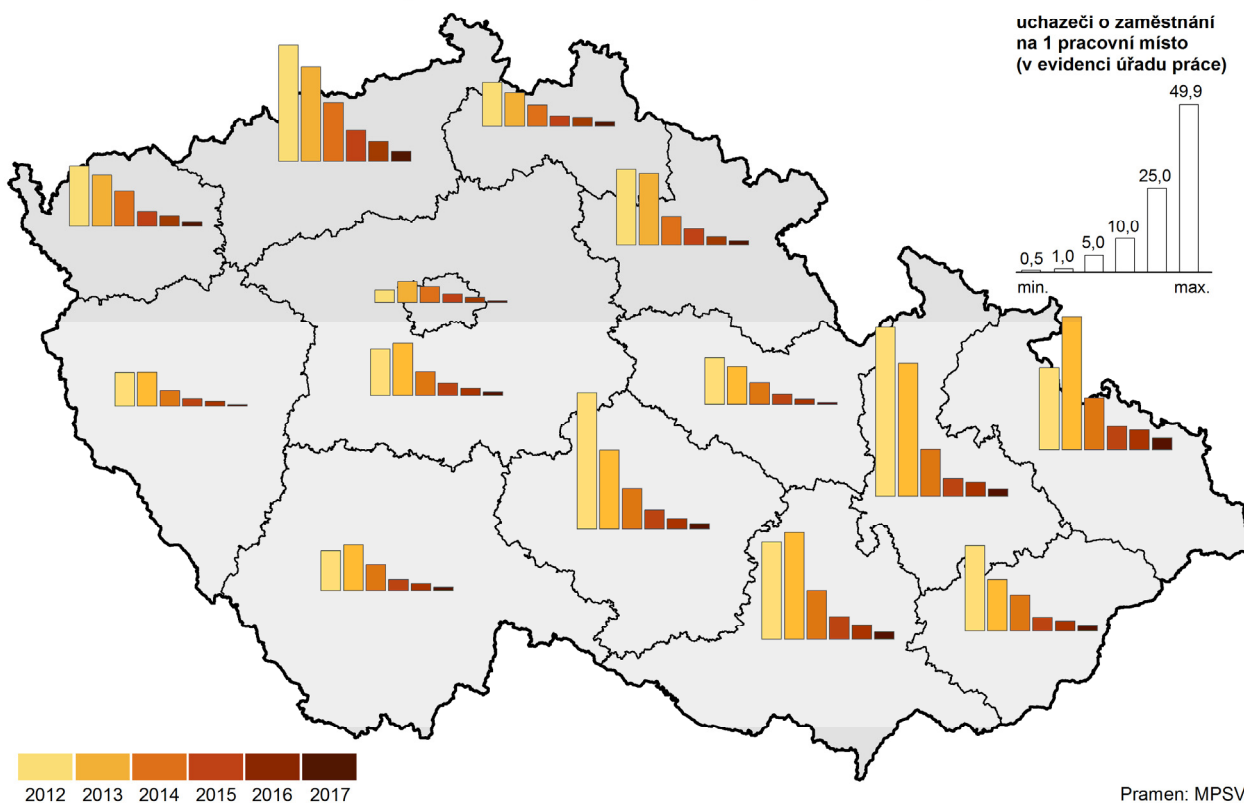 uchazeči o zaměstnání
na 1 pracovní místo
(v evidenci úřadu práce)
49,9
25,0
10,0
5,0
1,0
0,5
min.
max.
2012 2013 2014 2015 2016 2017
Pramen: MPSV